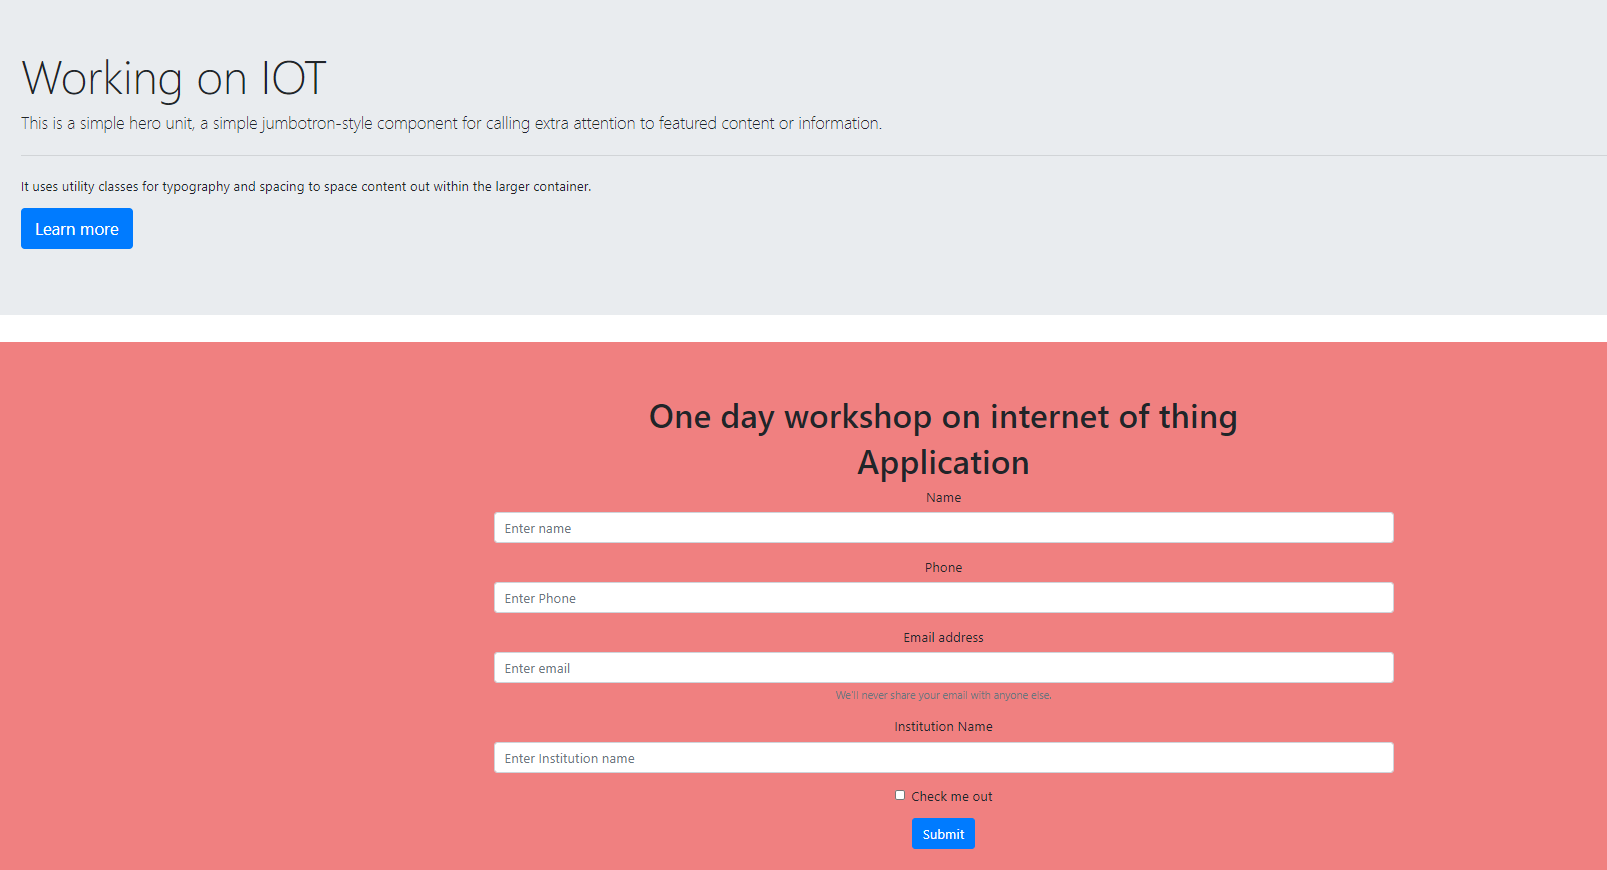 Working on IOT
This is a simple hero unit, a simple jumbotron-style component for calling extra attention to featured content or information.
It uses utility classes for typography and spacing to space content out within the larger container.
Learn more
One day workshop on internet of thing
Application
Name
Enter name
Phone
Enter Phone
Email address
Enter email
We'll never share your email with anyone else.
Institution Name
Enter Institution name
Check me out
Submit